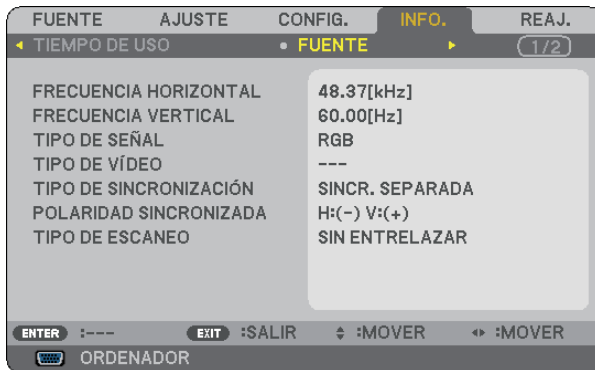 FUENTE AJUSTE CONFIG. INFO. REAJ.
TIEMPO DE USO FUENTE 1/2
FRECUENCIA HORIZONTAL 48.37[kHz]
FRECUENCIA VERTICAL 60.00[Hz]
TIPO DE SEÑAL RGB
TIPO DE VÍDEO ---
TIPO DE SINCRONIZACIÓN SINCR. SEPARADA
POLARIDAD SINCRONIZADA H:(-) V:(+)
TIPO DE ESCANEO SIN ENTRELAZAR
ENTER :--- EXIT :SALIR :MOVER :MOVER
ORDENADOR